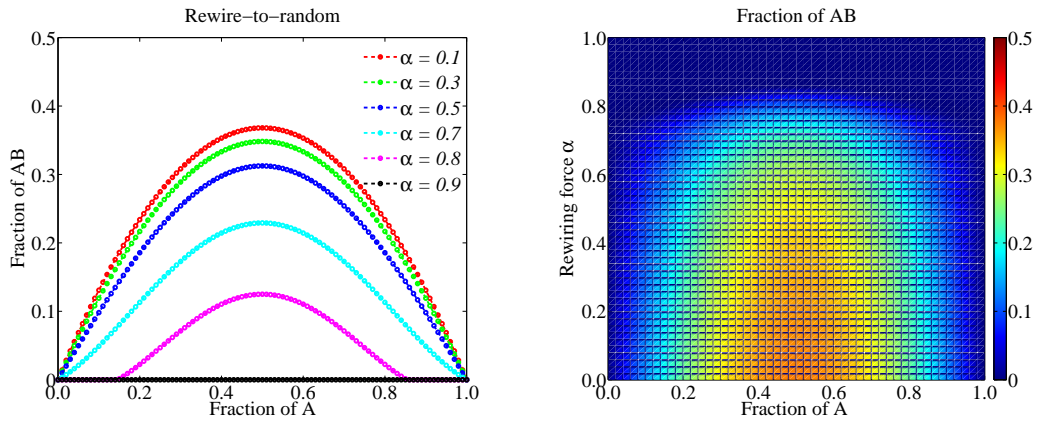 Rewire-to-random
0.5
0.4
0.3
0.2
0.1
0
Fraction of AB
α = 0.1
α = 0.3
α = 0.5
α = 0.7
α = 0.8
α = 0.9
0.0 0.2 0.4 0.6 0.8 1.0
Fraction of A
Fraction of AB
1.0
0.8
0.6
0.4
0.2
0.0
Rewiring force α
0.0 0.2 0.4 0.6 0.8 1.0
Fraction of A
0.5
0.4
0.3
0.2
0.1
0